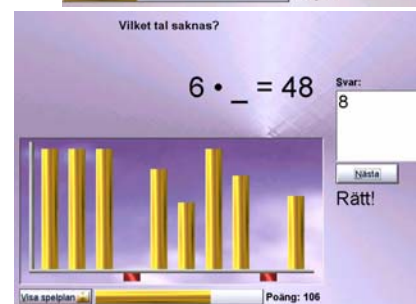 Vilket tal saknas?
6 • _ = 48
Svar:
8
Nästa
Rätt!
Visa spelplan
Poäng: 106